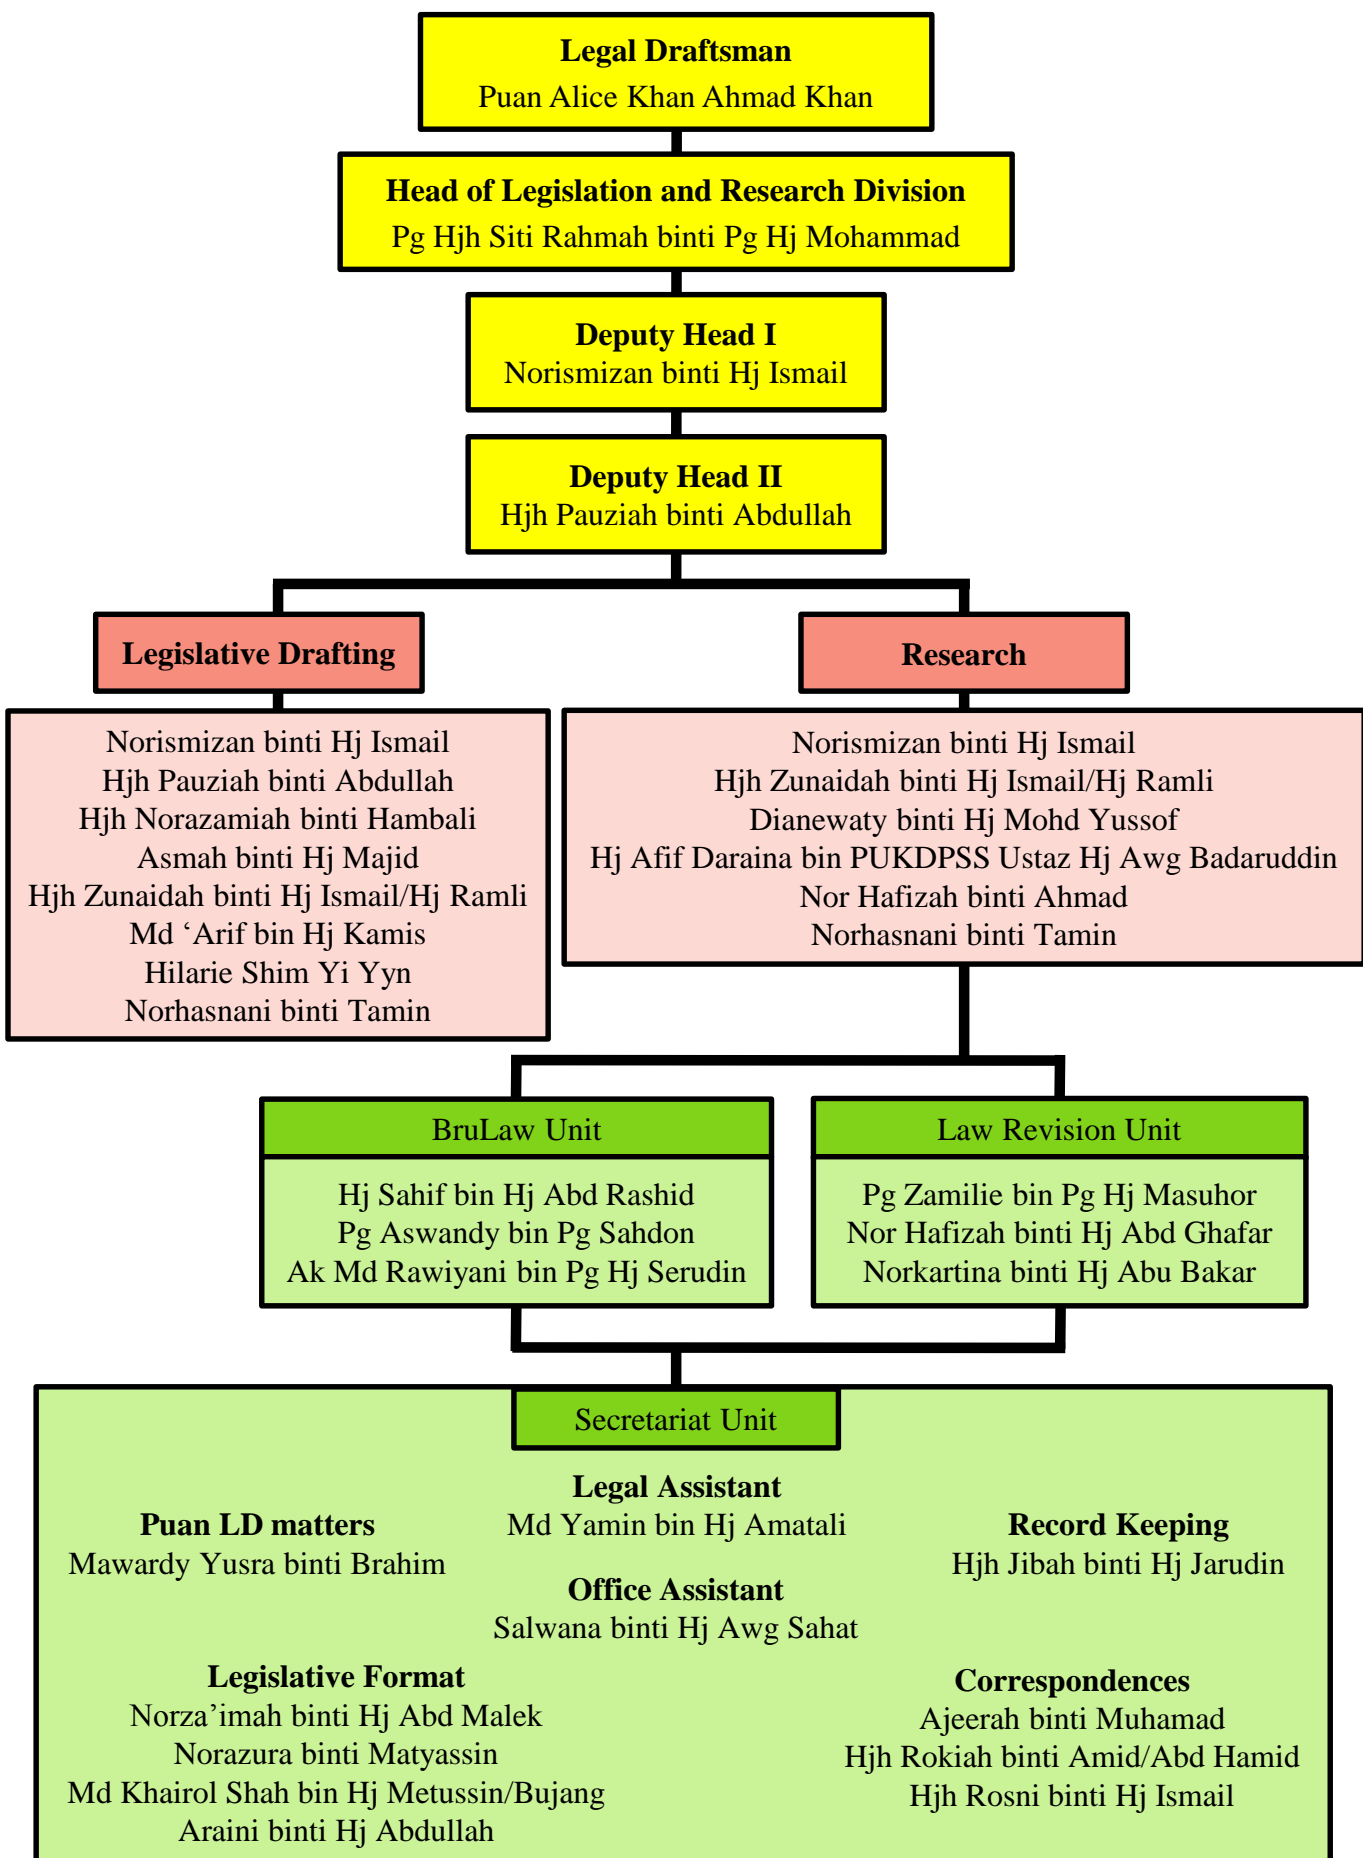 Legal Draftsman
Puan Alice Khan Ahmad Khan
Head of Legislation and Research Division
Pg Hjh Siti Rahmah binti Pg Hj Mohammad
Deputy Head I
Norismizan binti Hj Ismail
Deputy Head II
Hjh Pauziah binti Abdullah
Legislative Drafting
Norismizan binti Hj Ismail
Hjh Pauziah binti Abdullah
Hjh Norazamiah binti Hambali
Asmah binti Hj Majid
Hjh Zunaidah binti Hj Ismail/Hj Ramli
Md ‘Arif bin Hj Kamis
Hilarie Shim Yi Yyn
Norhasnani binti Tamin
Research
Norismizan binti Hj Ismail
Hjh Zunaidah binti Hj Ismail/Hj Ramli
Dianewaty binti Hj Mohd Yussof
Hj Afif Daraina bin PUKDPSS Ustaz Hj Awg Badaruddin
Nor Hafizah binti Ahmad
Norhasnani binti Tamin
BruLaw Unit
Hj Sahif bin Hj Abd Rashid
Pg Aswandy bin Pg Sahdon
Ak Md Rawiyani bin Pg Hj Serudin
Law Revision Unit
Pg Zamilie bin Pg Hj Masuhor
Nor Hafizah binti Hj Abd Ghafar
Norkartina binti Hj Abu Bakar
Secretariat Unit
Legal Assistant
Md Yamin bin Hj Amatali
Puan LD matters
Mawardy Yusra binti Brahim
Record Keeping
Hjh Jibah binti Hj Jarudin
Office Assistant
Salwana binti Hj Awg Sahat
Legislative Format
Norza’imah binti Hj Abd Malek
Norazura binti Matyassin
Md Khairol Shah bin Hj Metussin/Bujang
Araini binti Hj Abdullah
Correspondences
Ajeerah binti Muhamad
Hjh Rokiah binti Amid/Abd Hamid
Hjh Rosni binti Hj Ismail